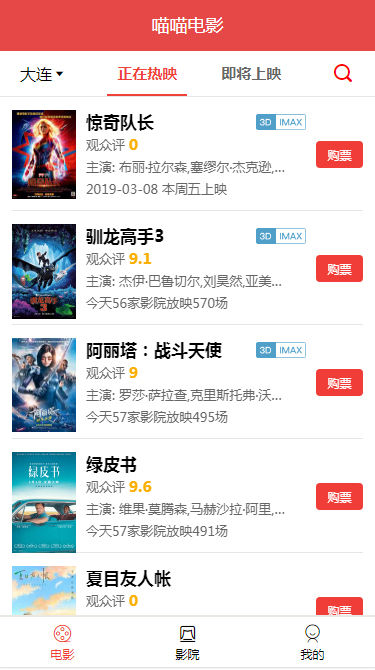 喵喵电影
大连 正在热映 即将上映
惊奇队长 3D IMAX
观众评 0
主演: 布丽·拉尔森,塞缪尔·杰克逊,...
购票
2019-03-08 本周五上映
驯龙高手3 3D IMAX
观众评 9.1
主演: 杰伊·巴鲁切尔,刘昊然,亚美...
购票
今天56家影院放映570场
阿丽塔：战斗天使 3D IMAX
观众评 9
主演: 罗莎·萨拉查,克里斯托弗·沃...
购票
今天57家影院放映495场
绿皮书
绿皮书
观众评 9.6
主演: 维果·莫腾森,马赫沙拉·阿里,...
购票
今天57家影院放映491场
夏目友人帐
观众评 0
购票
电影 影院 我的